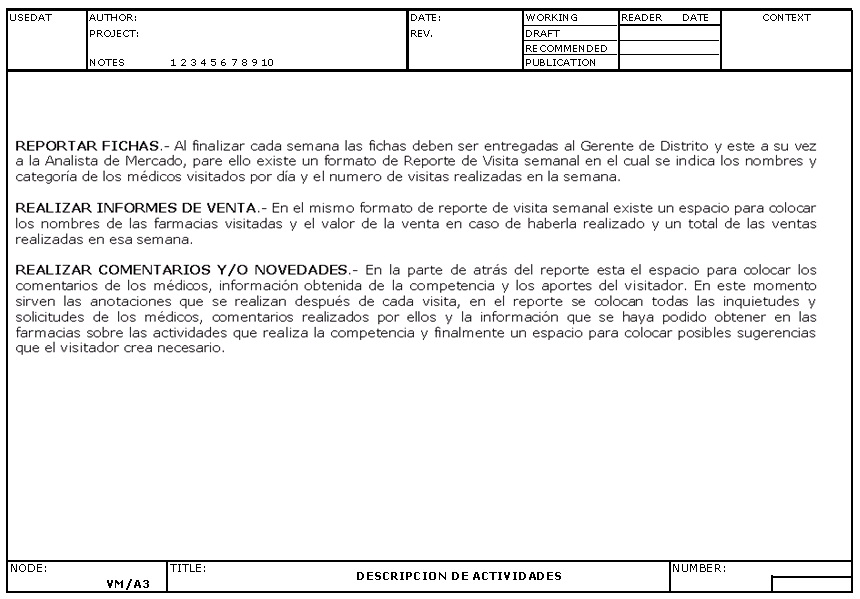 USEDAT AUTHOR: DATE: WORKING READER DATE CONTEXT
PROJECT: REV. DRAFT
RECOMMENDED
NOTES 1 2 3 4 5 6 7 8 9 10 PUBLICATION
REPORTAR FICHAS.- Al finalizar cada semana las fichas deben ser entregadas al Gerente de Distrito y este a su vez
a la Analista de Mercado, pare ello existe un formato de Reporte de Visita semanal en el cual se indica los nombres y
categoría de los médicos visitados por día y el numero de visitas realizadas en la semana.
REALIZAR INFORMES DE VENTA.- En el mismo formato de reporte de visita semanal existe un espacio para colocar
los nombres de las farmacias visitadas y el valor de la venta en caso de haberla realizado y un total de las ventas
realizadas en esa semana.
REALIZAR COMENTARIOS Y/O NOVEDADES.- En la parte de atrás del reporte esta el espacio para colocar los
comentarios de los médicos, información obtenida de la competencia y los aportes del visitador. En este momento
sirven las anotaciones que se realizan después de cada visita, en el reporte se colocan todas las inquietudes y
solicitudes de los médicos, comentarios realizados por ellos y la información que se haya podido obtener en las
farmacias sobre las actividades que realiza la competencia y finalmente un espacio para colocar posibles sugerencias
que el visitador crea necesario.
NODE: TITLE: NUMBER:
VM/A3 DESCRIPCION DE ACTIVIDADES